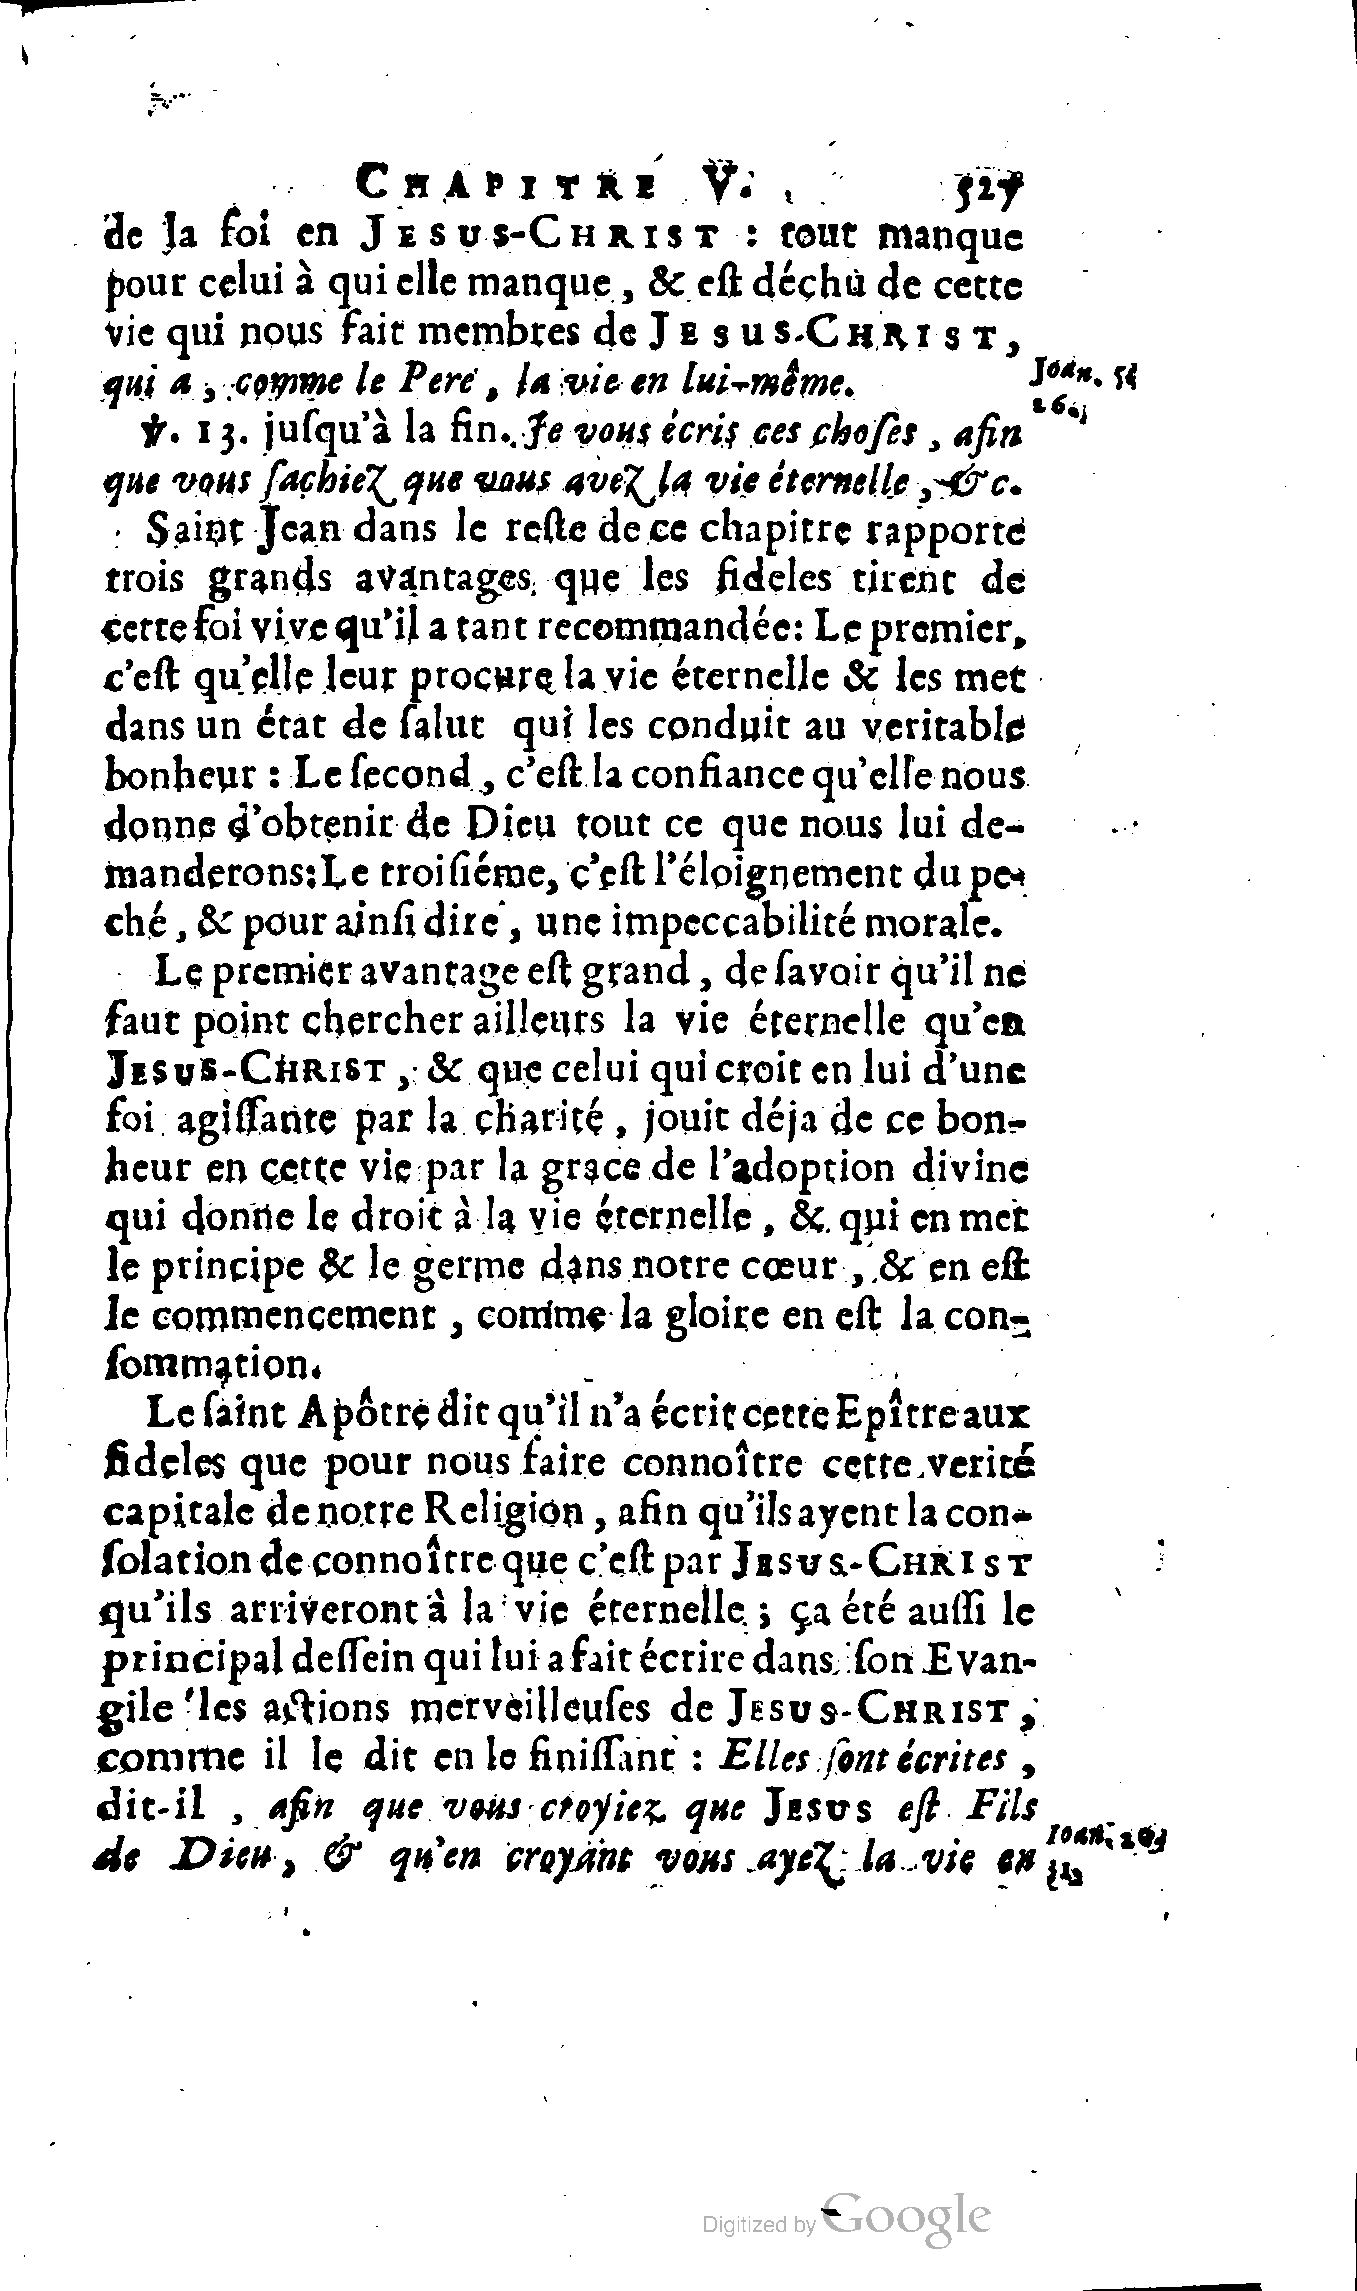 CHAPITRE V. 527
de la foi en JESUS-CHRIST : tout manque
pour celui à qui elle manque, & eſt déchû de cette
vie qui nous fait membres de JESUS-CHRIST,
qui a, comme le Pere, la vie en lui-même.
Joan. 5.
26.
℣. 13. juſqu'à la fin. Je vous écris ces choſes, afin
que vous ſachiez que vous avez la vie éternelle, &c.
Saint Jean dans le reſte de ce chapitre rapporte
trois grands avantages que les fideles tirent de
cette foi vive qu'il a tant recommandée: Le premier,
c'eſt qu'elle leur procure la vie éternelle & les met
dans un état de ſalut qui les conduit au veritable
bonheur : Le ſecond, c'eſt la confiance qu'elle nous
donne d'obtenir de Dieu tout ce que nous lui de-
manderons: Le troiſiéme, c'eſt l'éloignement du pe-
ché, & pour ainſi dire, une impeccabilité morale.
Le premier avantage eſt grand, de ſavoir qu'il ne
faut point chercher ailleurs la vie éternelle qu'en
JESUS-CHRIST, & que celui qui croit en lui d'une
foi agiſſante par la charité, jouit déja de ce bon-
heur en cette vie par la grace de l'adoption divine
qui donne le droit à la vie éternelle, & qui en met
le principe & le germe dans notre cœur, & en eſt
le commencement, comme la gloire en eſt la con-
ſommation.
Le ſaint Apôtre dit qu'il n'a écrit cette Epître aux
fideles que pour nous faire connoître cette verité
capitale de notre Religion, afin qu'ils ayent la con-
ſolation de connoître que c'eſt par JESUS-CHRIST
qu'ils arriveront à la vie éternelle ; ça été auſſi le
principal deſſein qui lui a fait écrire dans ſon Evan-
gile les actions merveilleuſes de JESUS-CHRIST,
comme il le dit en le finiſſant : Elles ſont écrites,
dit-il, afin que vous croyiez que JESUS eſt Fils
de Dieu, & qu'en croyant vous ayez la vie en
Joan. 20.
31.
Digitized by Google